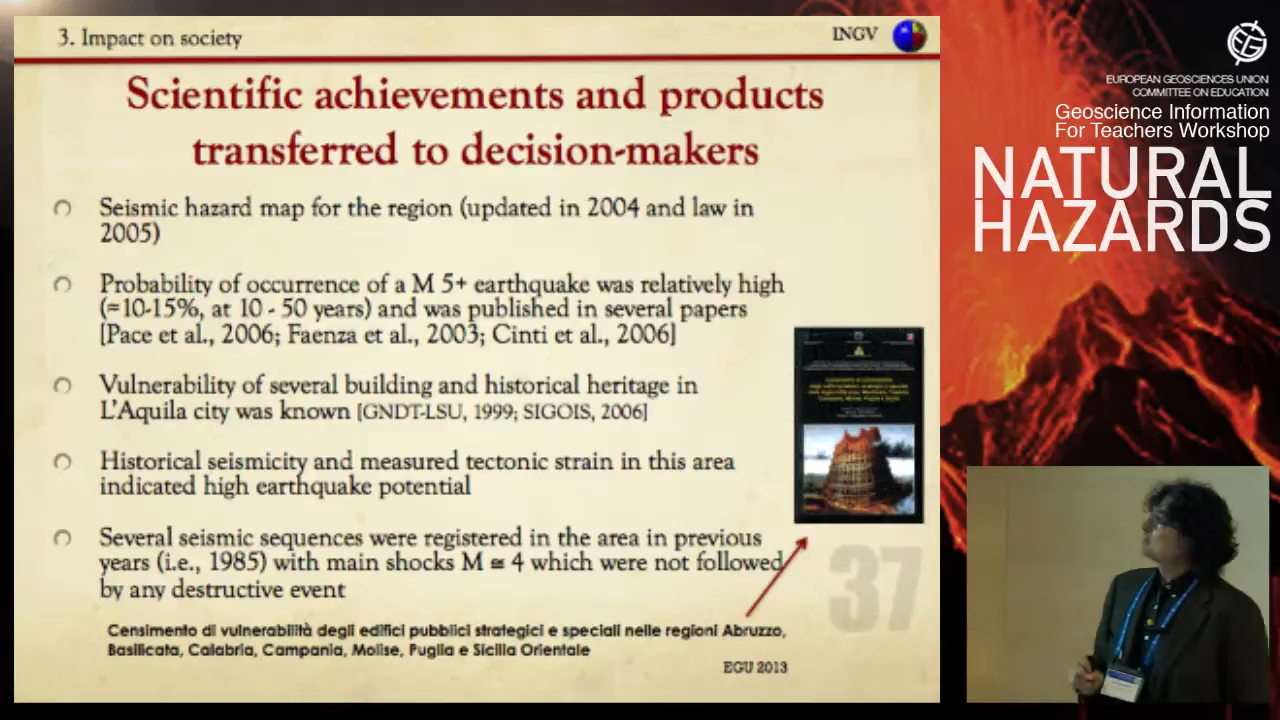 3. Impact on society
INGV
Scientific achievements and products
transferred to decision-makers
Seismic hazard map for the region (updated in 2004 and law in
2005)
Probability of occurrence of a M 5+ earthquake was relatively high
(≈10-15%, at 10 - 50 years) and was published in several papers
[Pace et al., 2006; Faenza et al., 2003; Cinti et al., 2006]
Vulnerability of several building and historical heritage in
L'Aquila city was known [GNDT-LSU, 1999; SIGOIS, 2006]
Historical seismicity and measured tectonic strain in this area
indicated high earthquake potential
Several seismic sequences were registered in the area in previous
years (i.e., 1985) with main shocks M ≅ 4 which were not followed
by any destructive event
37
Censimento di vulnerabilità degli edifici pubblici strategici e speciali nelle regioni Abruzzo,
Basilicata, Calabria, Campania, Molise, Puglia e Sicilia Orientale
EGU 2013
EUROPEAN GEOSCIENCES UNION
COMMITTEE ON EDUCATION
Geoscience Information
For Teachers Workshop
NATURAL
HAZARDS